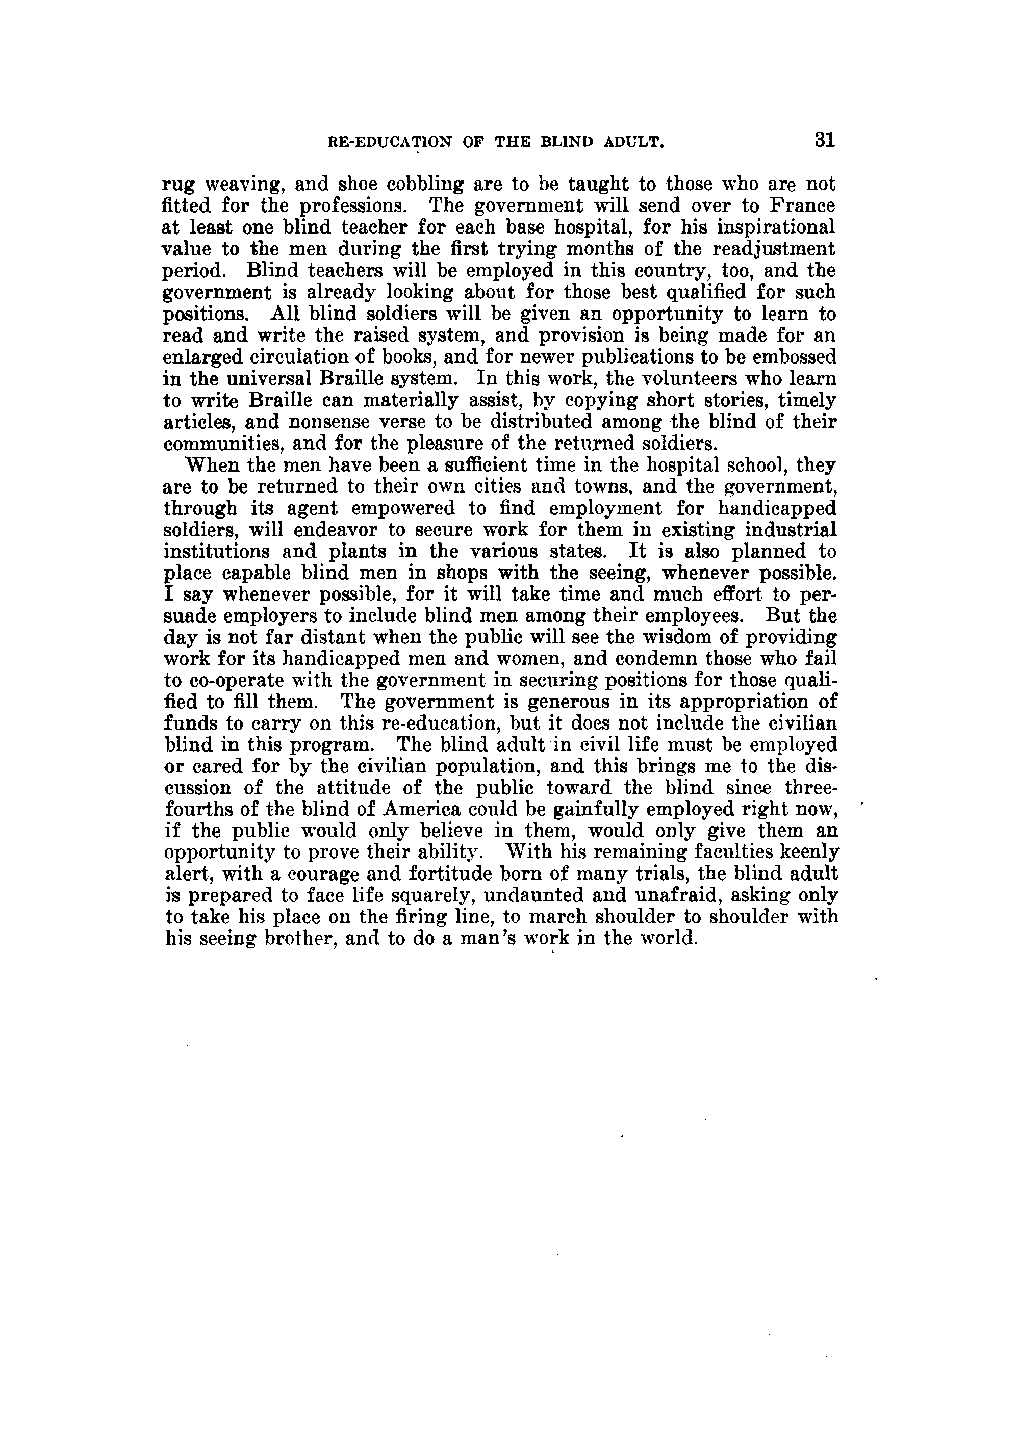 RE-EDUCATION OF THE BLIND ADULT. 31
rug weaving, and shoe cobbling are to be taught to those who are not
fitted for the professions. The government will send over to France
at least one blind teacher for each base hospital, for his inspirational
value to the men during the first trying months of the readjustment
period. Blind teachers will be employed in this country, too, and the
government is already looking about for those best qualified for such
positions. All blind soldiers will be given an opportunity to learn to
read and write the raised system, and provision is being made for an
enlarged circulation of books, and for newer publications to be embossed
in the universal Braille system. In this work, the volunteers who learn
to write Braille can materially assist, by copying short stories, timely
articles, and nonsense verse to be distributed among the blind of their
communities, and for the pleasure of the returned soldiers.
When the men have been a sufficient time in the hospital school, they
are to be returned to their own cities and towns, and the government,
through its agent empowered to find employment for handicapped
soldiers, will endeavor to secure work for them in existing industrial
institutions and plants in the various states. It is also planned to
place capable blind men in shops with the seeing, whenever possible.
I say whenever possible, for it will take time and much effort to per-
suade employers to include blind men among their employees. But the
day is not far distant when the public will see the wisdom of providing
work for its handicapped men and women, and condemn those who fail
to co-operate with the government in securing positions for those quali-
fied to fill them. The government is generous in its appropriation of
funds to carry on this re-education, but it does not include the civilian
blind in this program. The blind adult in civil life must be employed
or cared for by the civilian population, and this brings me to the dis-
cussion of the attitude of the public toward the blind since three-
fourths of the blind of America could be gainfully employed right now,
if the public would only believe in them, would only give them an
opportunity to prove their ability. With his remaining faculties keenly
alert, with a courage and fortitude born of many trials, the blind adult
is prepared to face life squarely, undaunted and unafraid, asking only
to take his place on the firing line, to march shoulder to shoulder with
his seeing brother, and to do a man's work in the world.